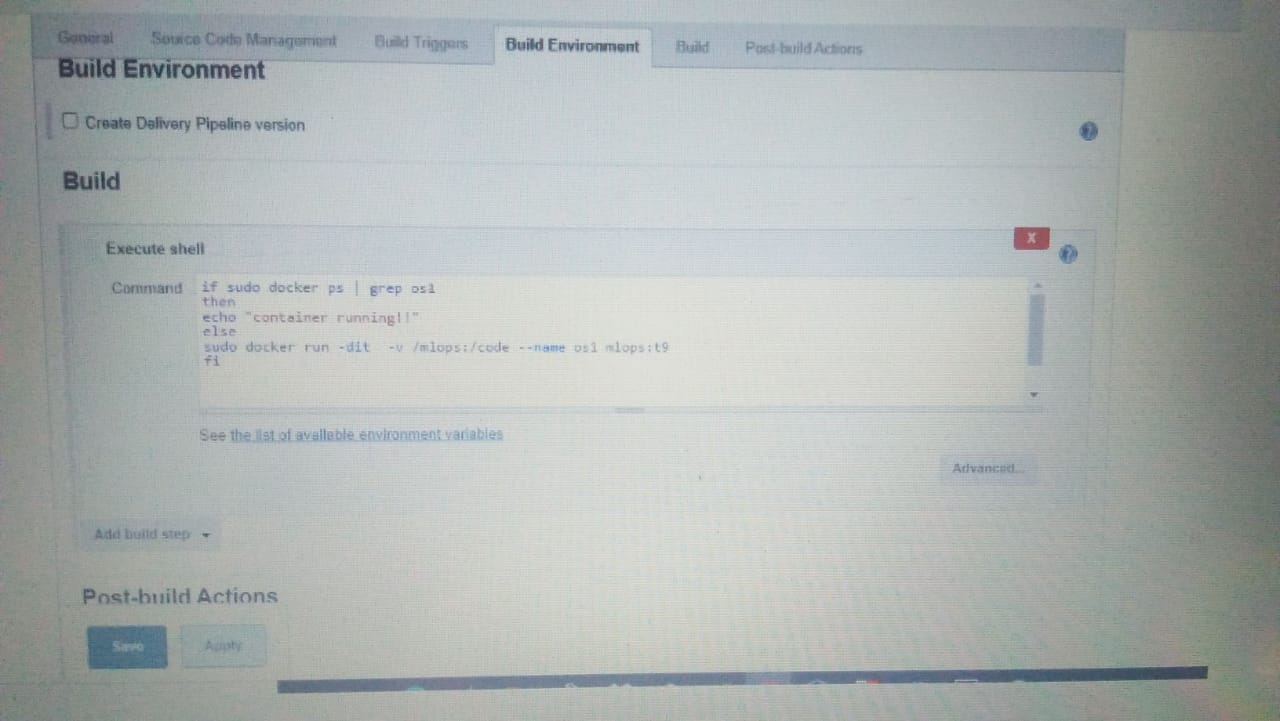 General Source Code Management Build Triggers Build Environment Build Post-build Actions
Build Environment
Create Delivery Pipeline version
Build
Execute shell
X
Command
if sudo docker ps | grep os1
then
echo "container running!!"
else
sudo docker run -dit -v /mlops:/code --name os1 mlops:t9
fi
See the list of available environment variables
Advanced...
Add build step
Post-build Actions
Save Apply